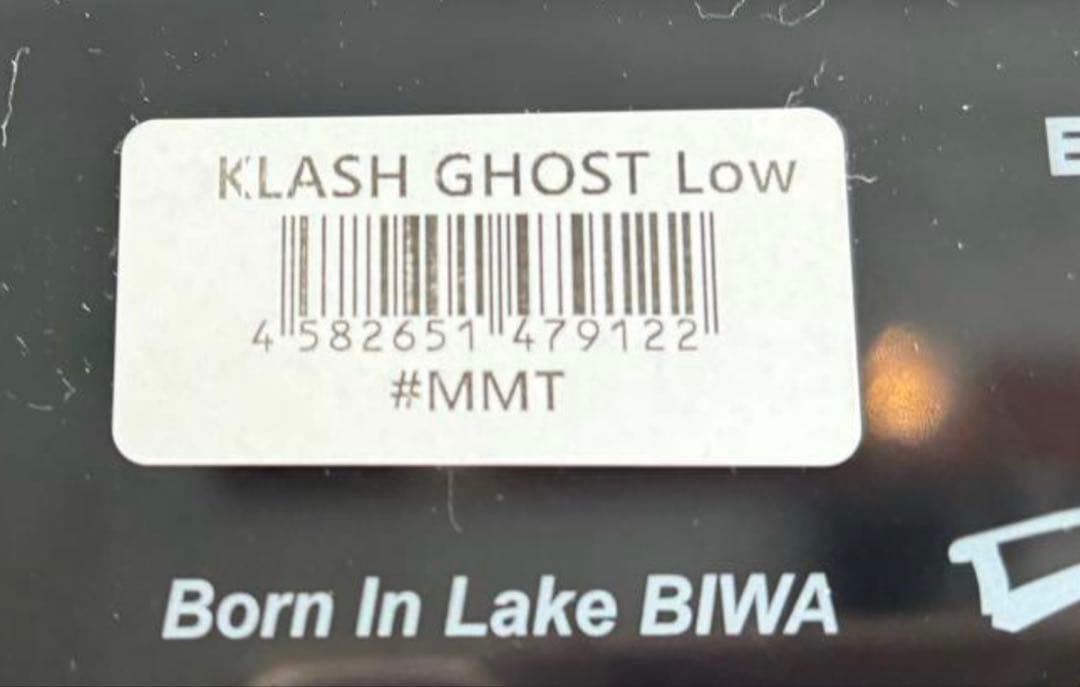 KLASH GHOST Low
4 582651 479122
#MMT
Born In Lake BIWA